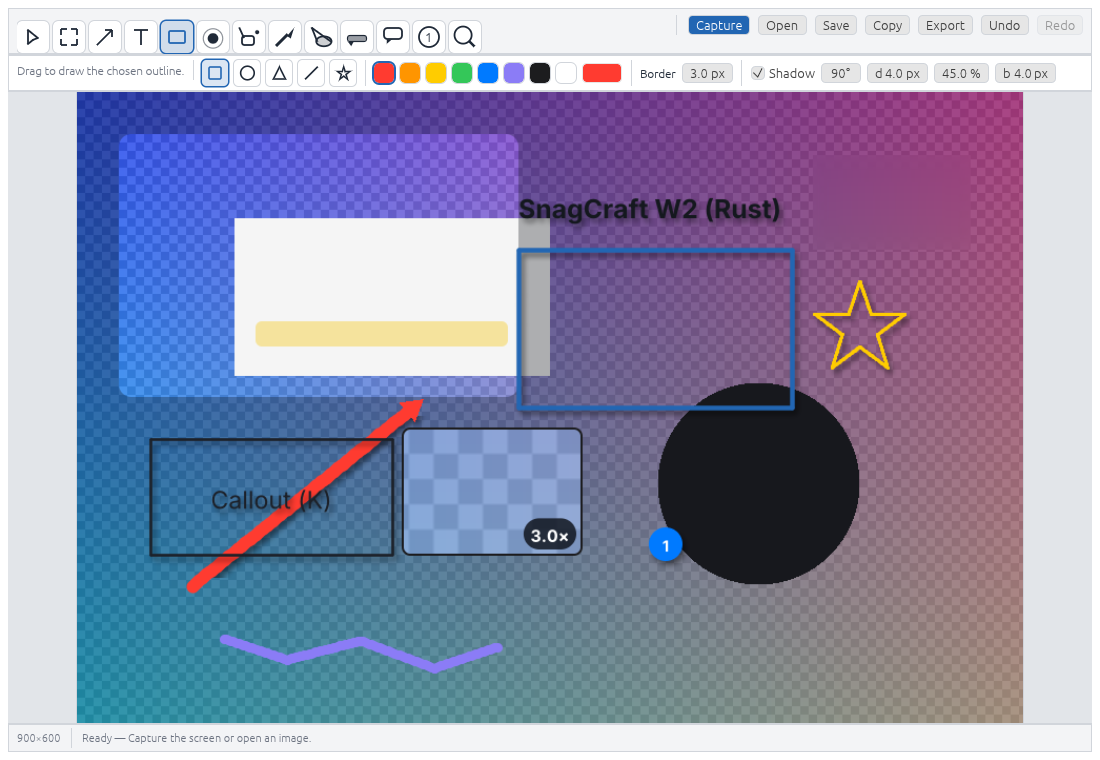 1
Capture Open Save Copy Export Undo Redo
Drag to draw the chosen outline.
Border 3.0 px Shadow 90° d 4.0 px 45.0 % b 4.0 px
SnagCraft W2 (Rust)
Callout (K)
3.0×
1
900×600 Ready — Capture the screen or open an image.